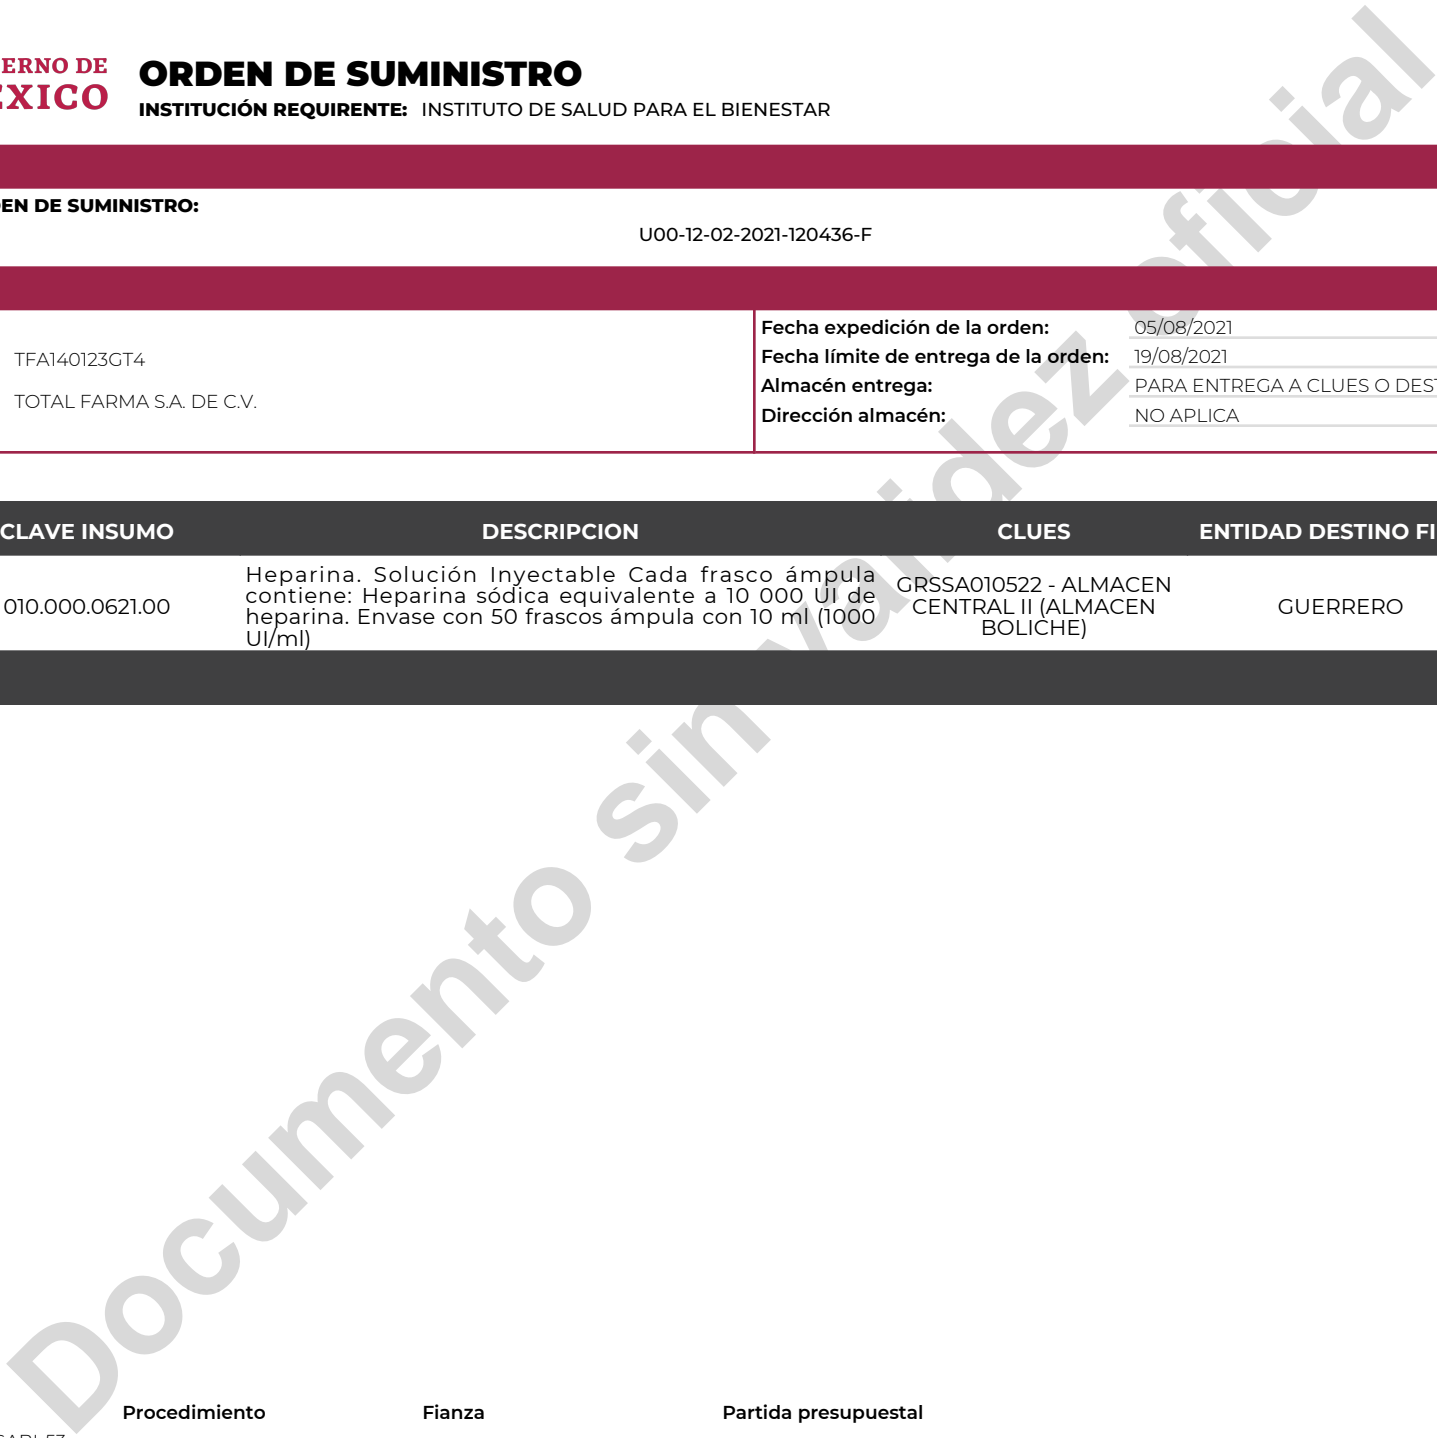 ERNO DE
ORDEN DE SUMINISTRO
INSTITUCIÓN REQUIRENTE: INSTITUTO DE SALUD PARA EL BIENESTAR
EN DE SUMINISTRO:
U00-12-02-2021-120436-F
TFA140123GT4
TOTAL FARMA S.A. DE C.V.
Fecha expedición de la orden: 05/08/2021
Fecha límite de entrega de la orden: 19/08/2021
Almacén entrega: PARA ENTREGA A CLUES O DEST
Dirección almacén: NO APLICA
CLAVE INSUMO DESCRIPCION CLUES ENTIDAD DESTINO FI
010.000.0621.00
Heparina. Solución Inyectable Cada frasco ámpula
contiene: Heparina sódica equivalente a 10 000 UI de
heparina. Envase con 50 frascos ámpula con 10 ml (1000
UI/ml)
GRSSA010522 - ALMACEN
CENTRAL II (ALMACEN
BOLICHE)
GUERRERO
Documento sin validez oficial
Procedimiento Fianza Partida presupuestal